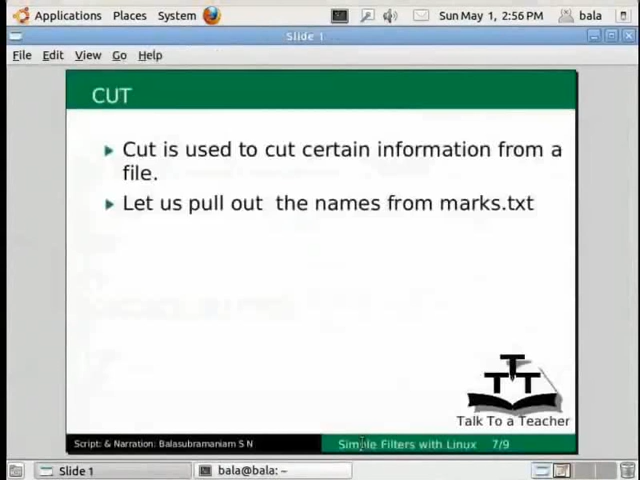 Applications Places System Sun May 1, 2:56 PM bala
Slide 1
File Edit View Go Help
CUT
Cut is used to cut certain information from a
file.
Let us pull out the names from marks.txt
TTT
Talk To a Teacher
Script: & Narration: Balasubramaniam S N Simple Filters with Linux 7/9
Slide 1 bala@bala: ~